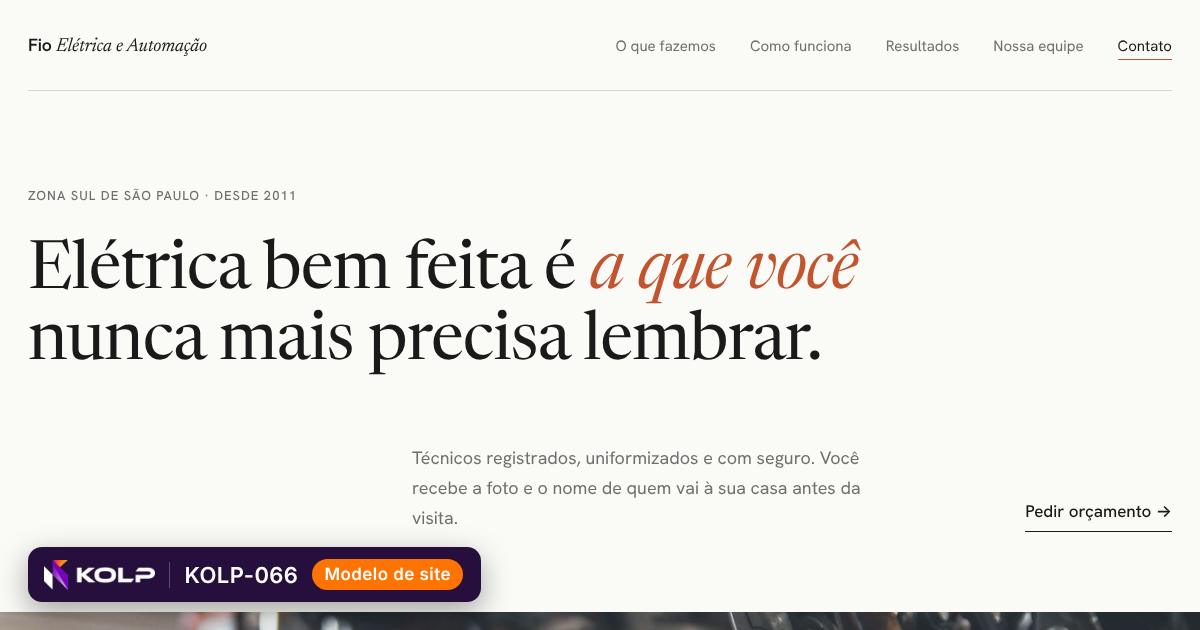 Fio Elétrica e Automação
O que fazemos
Como funciona
Resultados
Nossa equipe
Contato
ZONA SUL DE SÃO PAULO · DESDE 2011
Elétrica bem feita é a que você
nunca mais precisa lembrar.
Técnicos registrados, uniformizados e com seguro. Você
recebe a foto e o nome de quem vai à sua casa antes da
visita.
Pedir orçamento →
KOLP
KOLP-066
Modelo de site